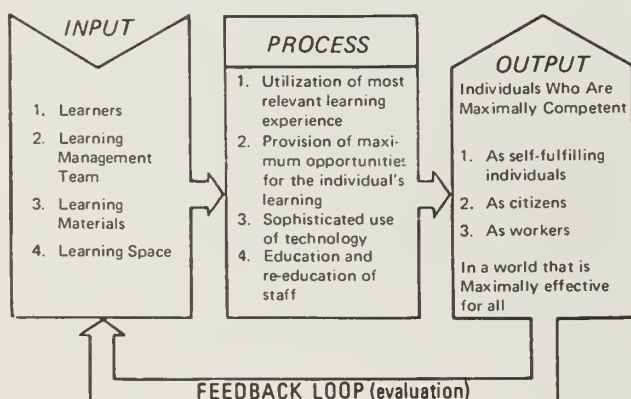 INPUT
1. Learners
2. Learning
Management
Team
3. Learning
Materials
4. Learning Space
PROCESS
1. Utilization of most
relevant learning
experience
2. Provision of maxi-
mum opportunities
for the individual's
learning
3. Sophisticated use
of technology
4. Education and
re-education of
staff
OUTPUT
Individuals Who Are
Maximally Competent
1. As self-fulfilling
individuals
2. As citizens
3. As workers
In a world that is
Maximally effective
for all
FEEDBACK LOOP (evaluation)